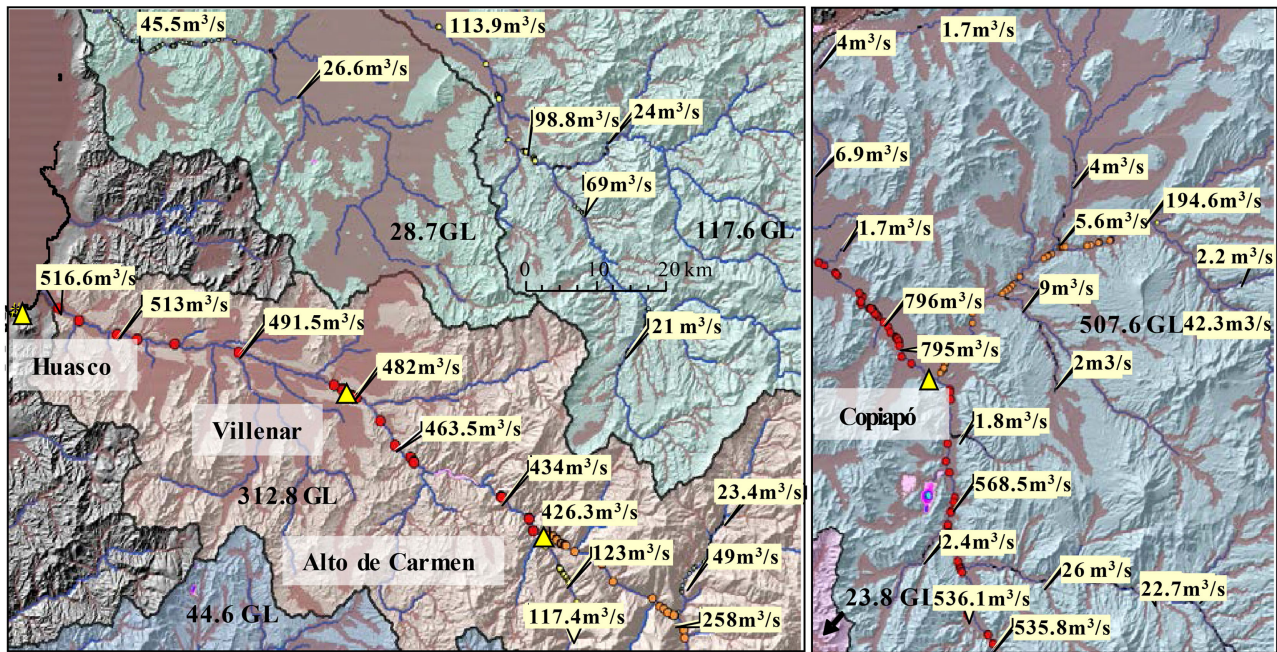 45.5m³/s
113.9m³/s
26.6m³/s
24m³/s
98.8m³/s
69m³/s
28.7GL
117.6 GL
0 10 20 km
516.6m³/s
513m³/s
491.5m³/s
21 m³/s
Huasco
482m³/s
Villenar
463.5m³/s
434m³/s
23.4m³/s
312.8 GL
426.3m³/s
Alto de Carmen
123m³/s
49m³/s
44.6 GL
117.4m³/s
258m³/s
4m³/s
1.7m³/s
6.9m³/s
4m³/s
194.6m³/s
5.6m³/s
1.7m³/s
2.2 m³/s
9m³/s
796m³/s
507.6 GL
42.3m3/s
795m³/s
2m3/s
Copiapó
1.8m³/s
568.5m³/s
2.4m³/s
26 m³/s
22.7m³/s
23.8 GL
536.1m³/s
535.8m³/s